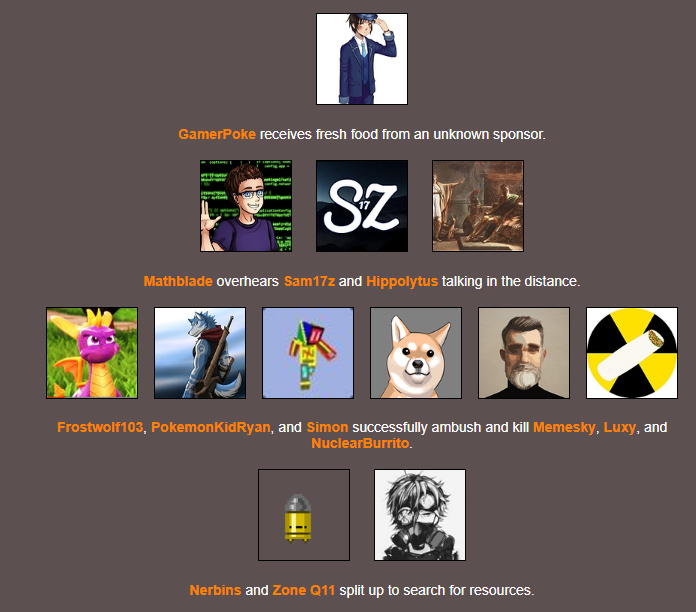 GamerPoke receives fresh food from an unknown sponsor.
SZ
17
Mathblade overhears Sam17z and Hippolytus talking in the distance.
Frostwolf103, PokemonKidRyan, and Simon successfully ambush and kill Memesky, Luxy, and
NuclearBurrito.
Nerbins and Zone Q11 split up to search for resources.